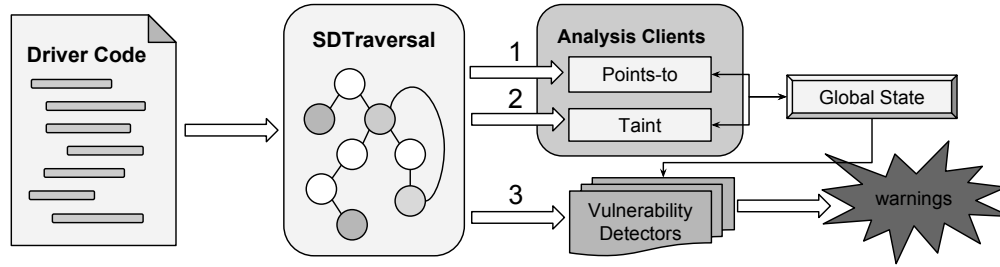 Driver Code
SDTraversal
1
2
3
Analysis Clients
Points-to
Taint
Global State
Vulnerability
Detectors
warnings